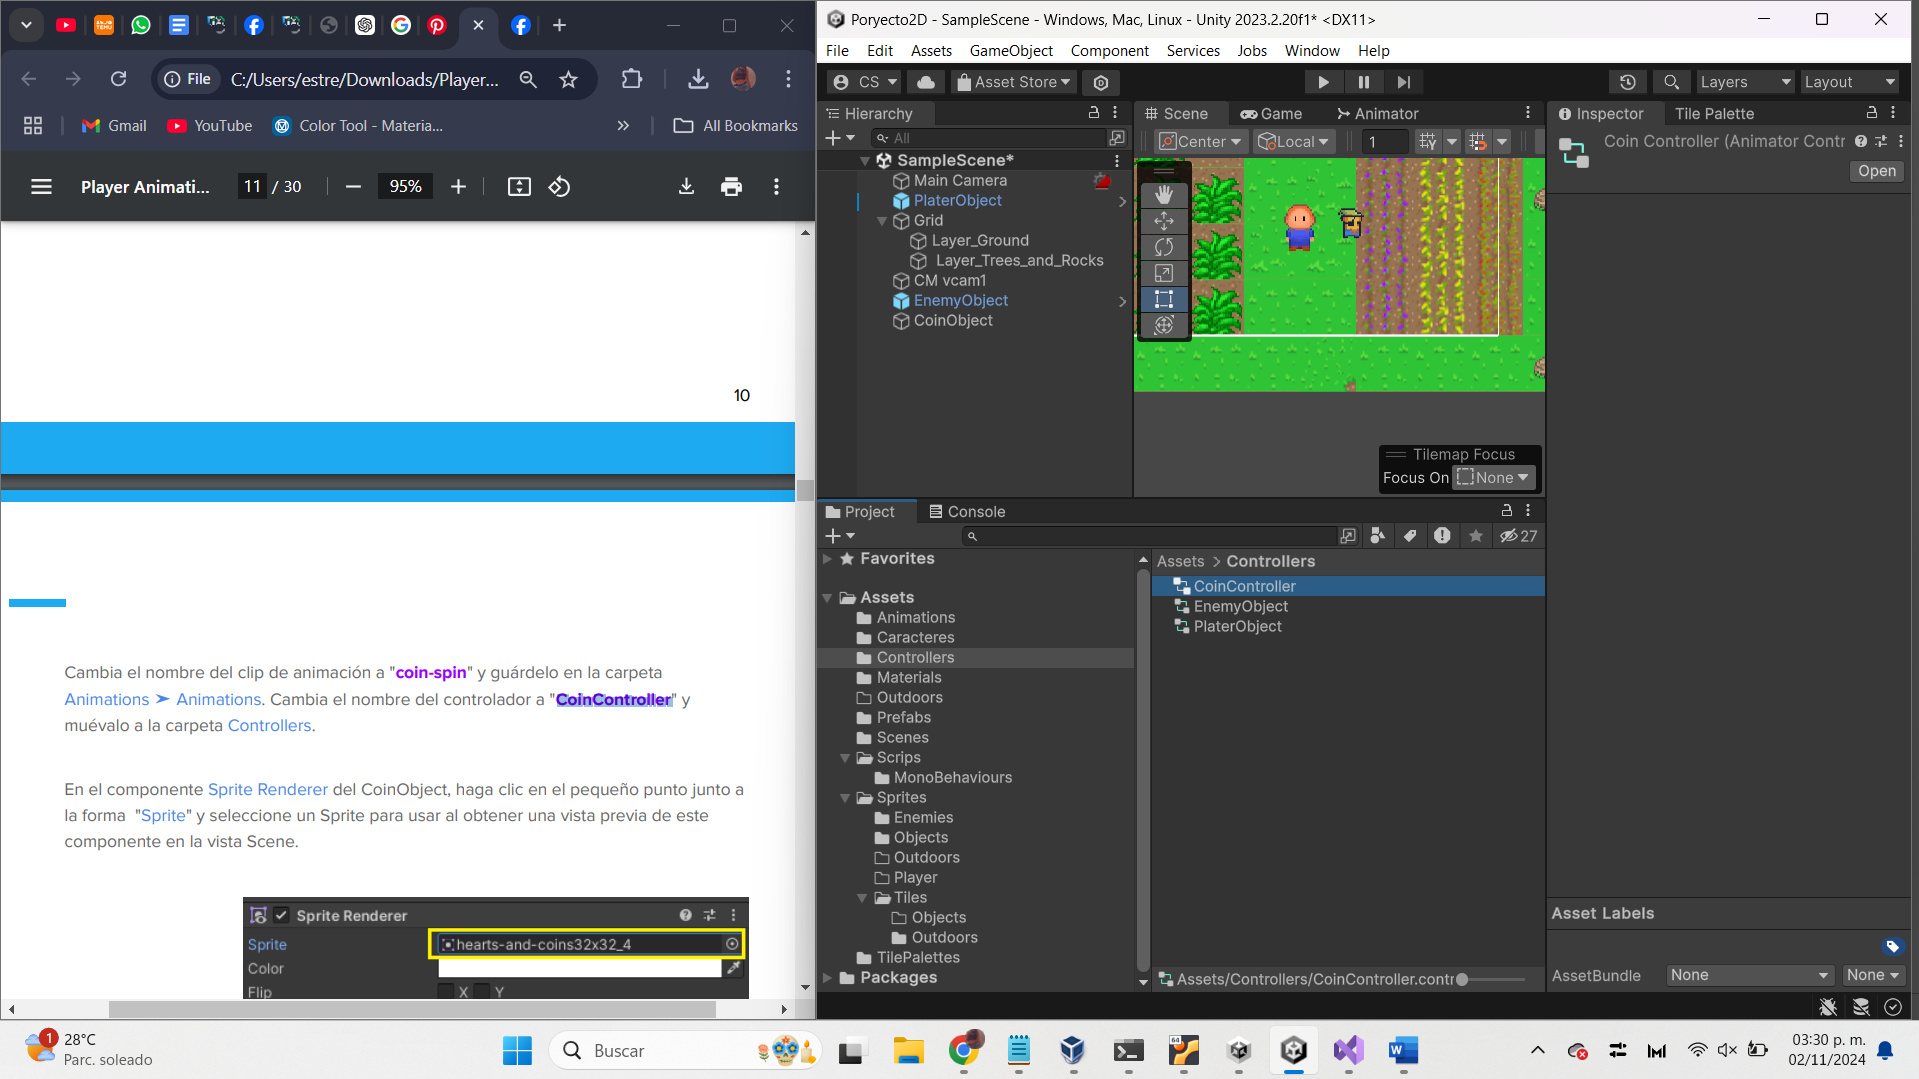 File
C:/Users/estre/Downloads/Player...
Gmail
YouTube
Color Tool - Materia...
All Bookmarks
Player Animati...
11 / 30
95%
10
Cambia el nombre del clip de animación a "coin-spin" y guárdelo en la carpeta
Animations ➤ Animations. Cambia el nombre del controlador a "CoinController" y
muévalo a la carpeta Controllers.
En el componente Sprite Renderer del CoinObject, haga clic en el pequeño punto junto a
la forma "Sprite" y seleccione un Sprite para usar al obtener una vista previa de este
componente en la vista Scene.
Sprite Renderer
Sprite
hearts-and-coins32x32_4
Color
Flip
X
Y
Poryecto2D - SampleScene - Windows, Mac, Linux - Unity 2023.2.20f1* <DX11>
File Edit Assets GameObject Component Services Jobs Window Help
CS
Asset Store
Layers
Layout
Hierarchy
All
SampleScene*
Main Camera
PlaterObject
Grid
Layer_Ground
Layer_Trees_and_Rocks
CM vcam1
EnemyObject
CoinObject
Scene
Game
Animator
Center
Local
1
Tilemap Focus
Focus On
None
Inspector
Tile Palette
Coin Controller (Animator Contr
Open
Project
Console
27
Favorites
Assets
Animations
Caracteres
Controllers
Materials
Outdoors
Prefabs
Scenes
Scrips
MonoBehaviours
Sprites
Enemies
Objects
Outdoors
Player
Tiles
Objects
Outdoors
TilePalettes
Packages
Assets > Controllers
CoinController
EnemyObject
PlaterObject
Assets/Controllers/CoinController.contr
Asset Labels
AssetBundle
None
None
1
28°C
Parc. soleado
Buscar
64
03:30 p. m.
02/11/2024